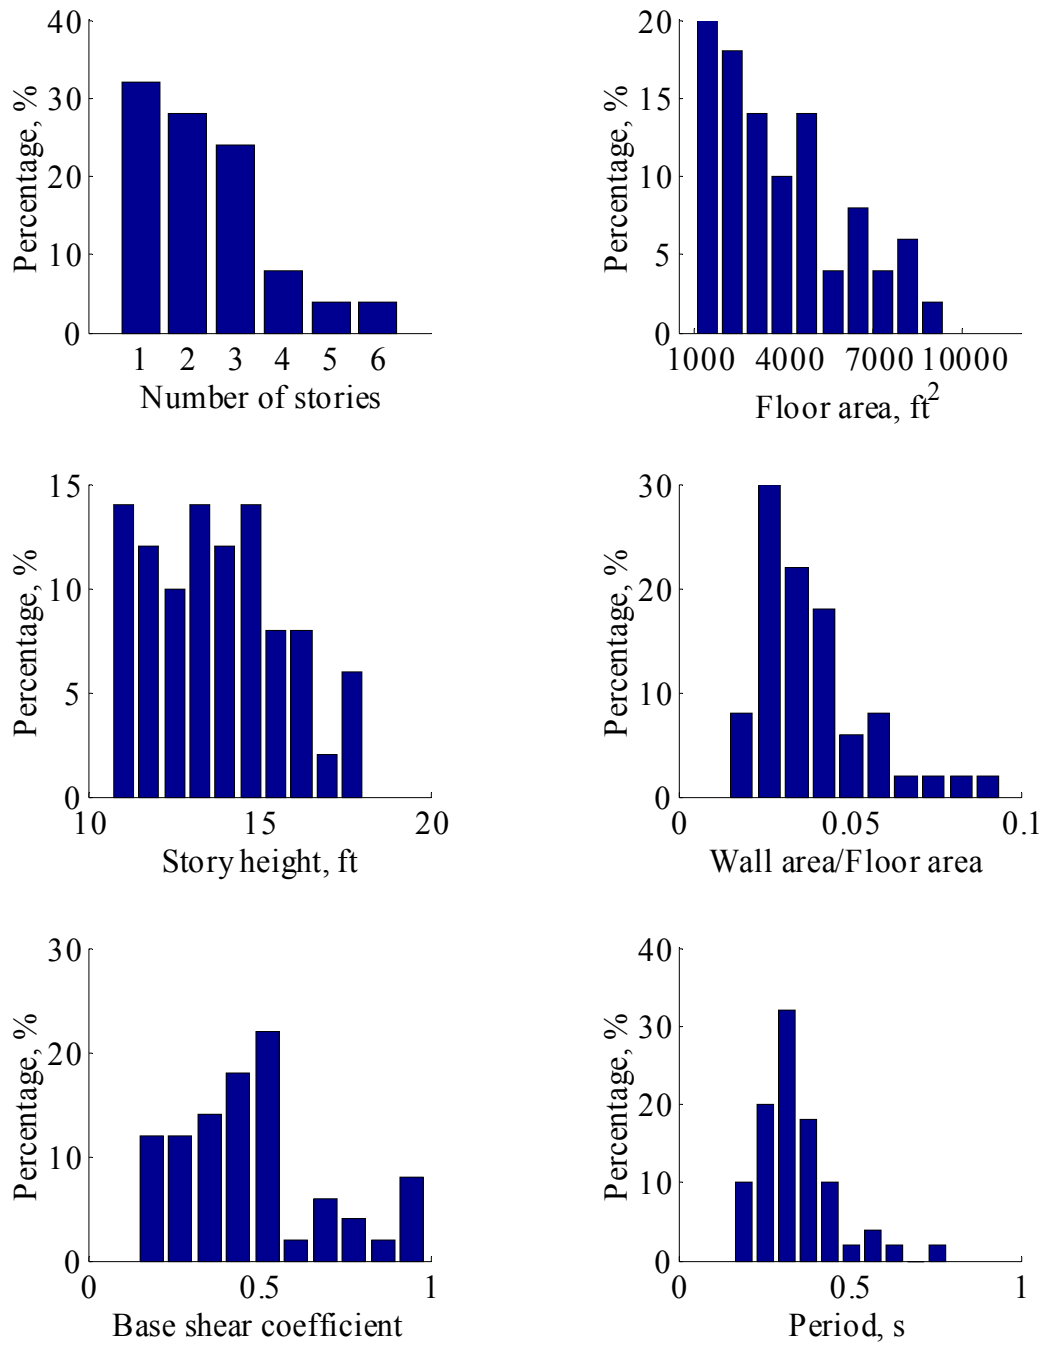 Percentage, %
40
30
20
10
0
1 2 3 4 5 6
Number of stories
Percentage, %
20
15
10
5
0
1000 4000 7000 10000
Floor area, ft2
Percentage, %
15
10
5
0
10 15 20
Story height, ft
Percentage, %
30
20
10
0
0 0.05 0.1
Wall area/Floor area
Percentage, %
30
20
10
0
0 0.5 1
Base shear coefficient
Percentage, %
40
30
20
10
0
0 0.5 1
Period, s